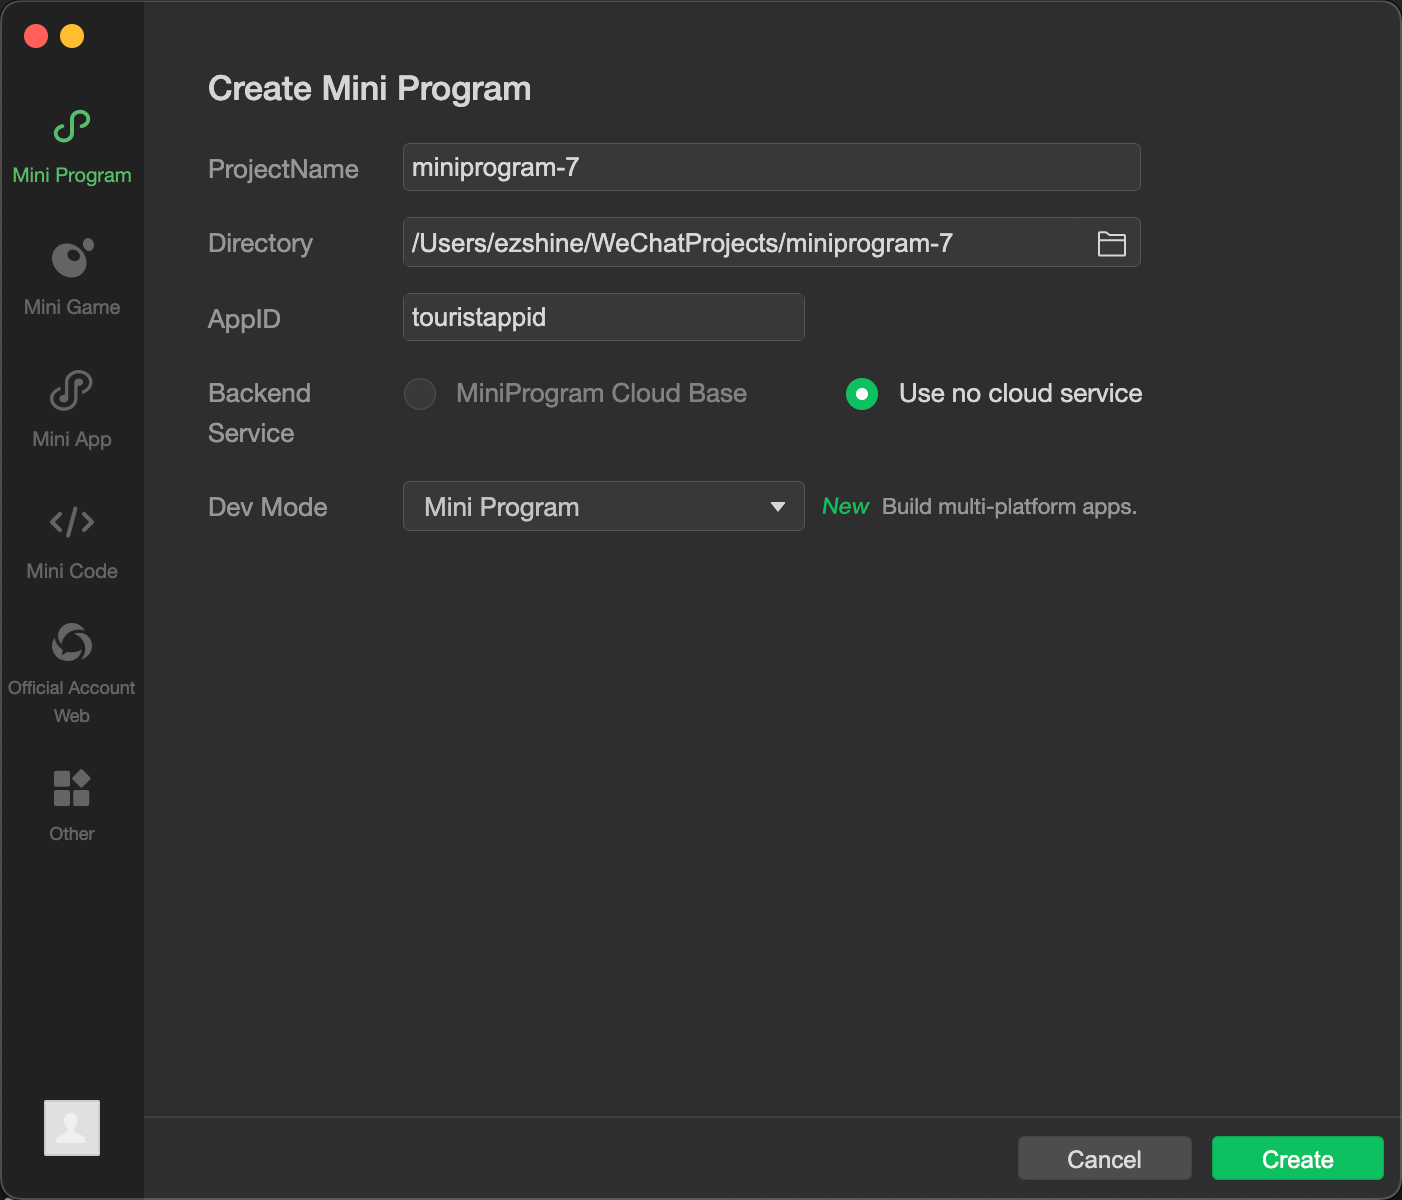 Create Mini Program
ProjectName
miniprogram-7
Directory
/Users/ezshine/WeChatProjects/miniprogram-7
AppID
touristappid
Backend
Service
MiniProgram Cloud Base
Use no cloud service
Dev Mode
Mini Program
New Build multi-platform apps.
Mini Program
Mini Game
Mini App
Mini Code
Official Account
Web
Other
Cancel
Create